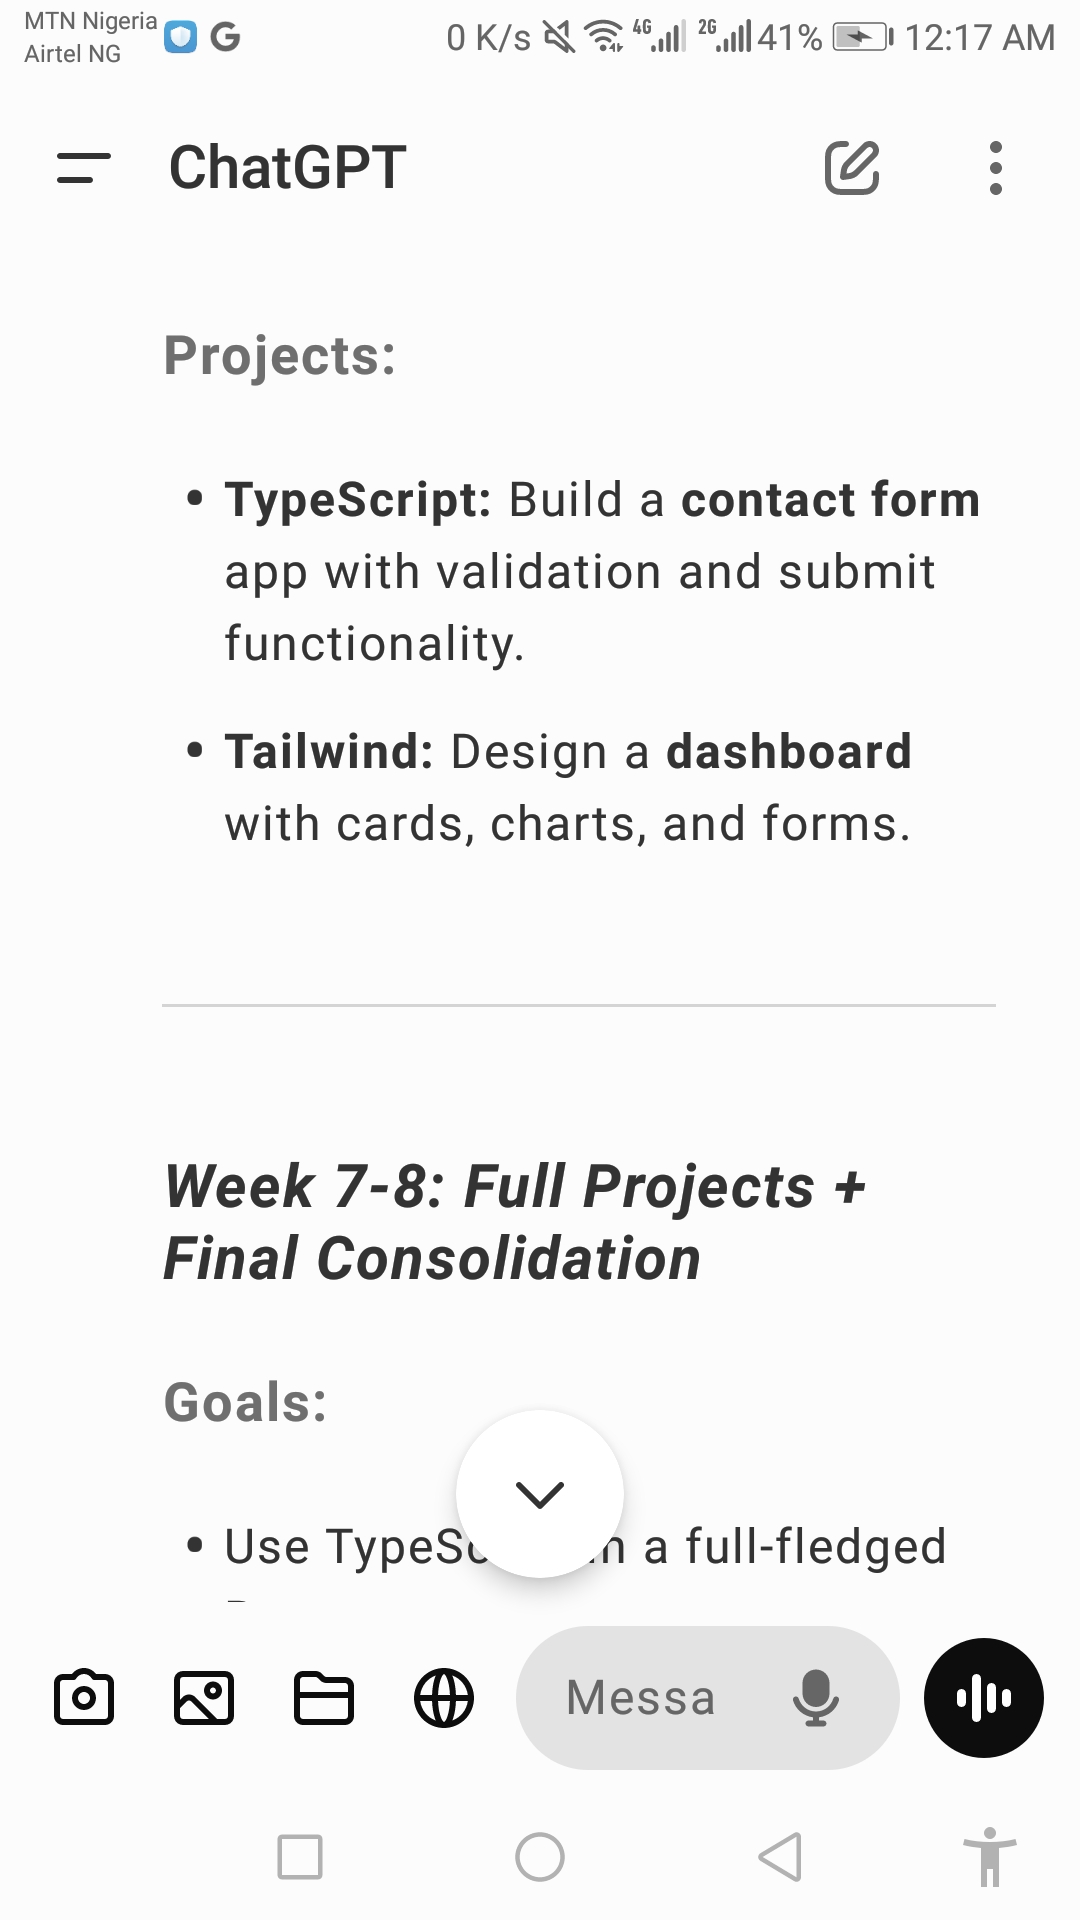 MTN Nigeria
Airtel NG
0 K/s 4G 2G 41% 12:17 AM
ChatGPT
Projects:
• TypeScript: Build a contact form
app with validation and submit
functionality.
• Tailwind: Design a dashboard
with cards, charts, and forms.
Week 7-8: Full Projects +
Final Consolidation
Goals:
• Use a full-fledged
Messa